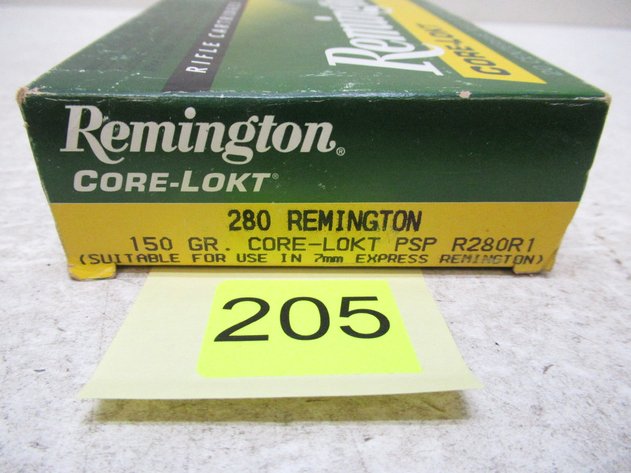 RIFLE CARTRIDGES
Remington
CORE-LOKT
Remington®
CORE-LOKT®
280 REMINGTON
150 GR. CORE-LOKT PSP R280R1
(SUITABLE FOR USE IN 7mm EXPRESS REMINGTON)
205